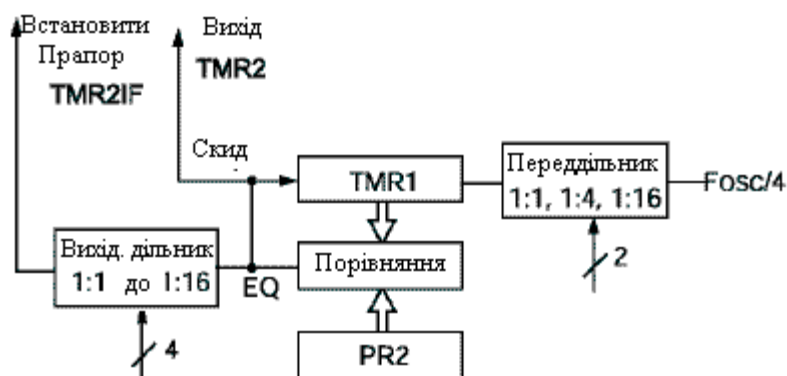 Встановити
Прапор
TMR2IF
Вихід
TMR2
Скид
TMR1
Переддільник
1:1, 1:4, 1:16
Fosc/4
2
Вихід. дільник
1:1 до 1:16
EQ
Порівняння
4
PR2